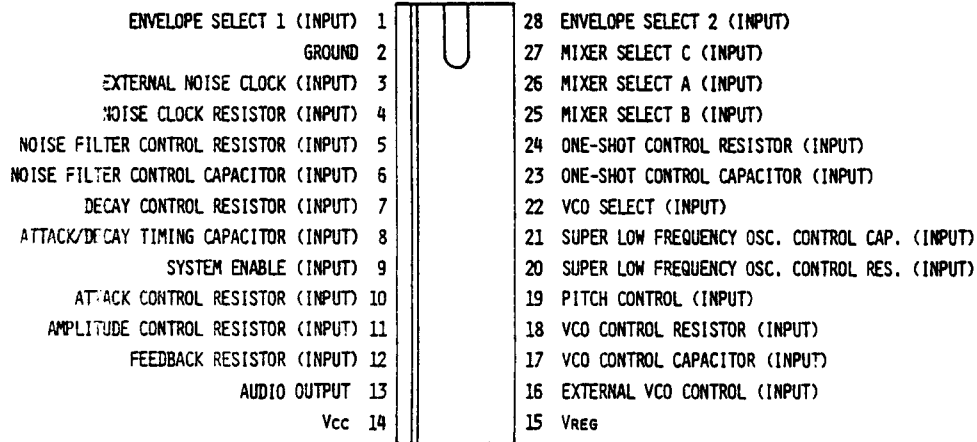 ENVELOPE SELECT 1 (INPUT) 1
GROUND 2
EXTERNAL NOISE CLOCK (INPUT) 3
NOISE CLOCK RESISTOR (INPUT) 4
NOISE FILTER CONTROL RESISTOR (INPUT) 5
NOISE FILTER CONTROL CAPACITOR (INPUT) 6
DECAY CONTROL RESISTOR (INPUT) 7
ATTACK/DECAY TIMING CAPACITOR (INPUT) 8
SYSTEM ENABLE (INPUT) 9
ATTACK CONTROL RESISTOR (INPUT) 10
AMPLITUDE CONTROL RESISTOR (INPUT) 11
FEEDBACK RESISTOR (INPUT) 12
AUDIO OUTPUT 13
Vcc 14
28 ENVELOPE SELECT 2 (INPUT)
27 MIXER SELECT C (INPUT)
26 MIXER SELECT A (INPUT)
25 MIXER SELECT B (INPUT)
24 ONE-SHOT CONTROL RESISTOR (INPUT)
23 ONE-SHOT CONTROL CAPACITOR (INPUT)
22 VCO SELECT (INPUT)
21 SUPER LOW FREQUENCY OSC. CONTROL CAP. (INPUT)
20 SUPER LOW FREQUENCY OSC. CONTROL RES. (INPUT)
19 PITCH CONTROL (INPUT)
18 VCO CONTROL RESISTOR (INPUT)
17 VCO CONTROL CAPACITOR (INPUT)
16 EXTERNAL VCO CONTROL (INPUT)
15 VREG